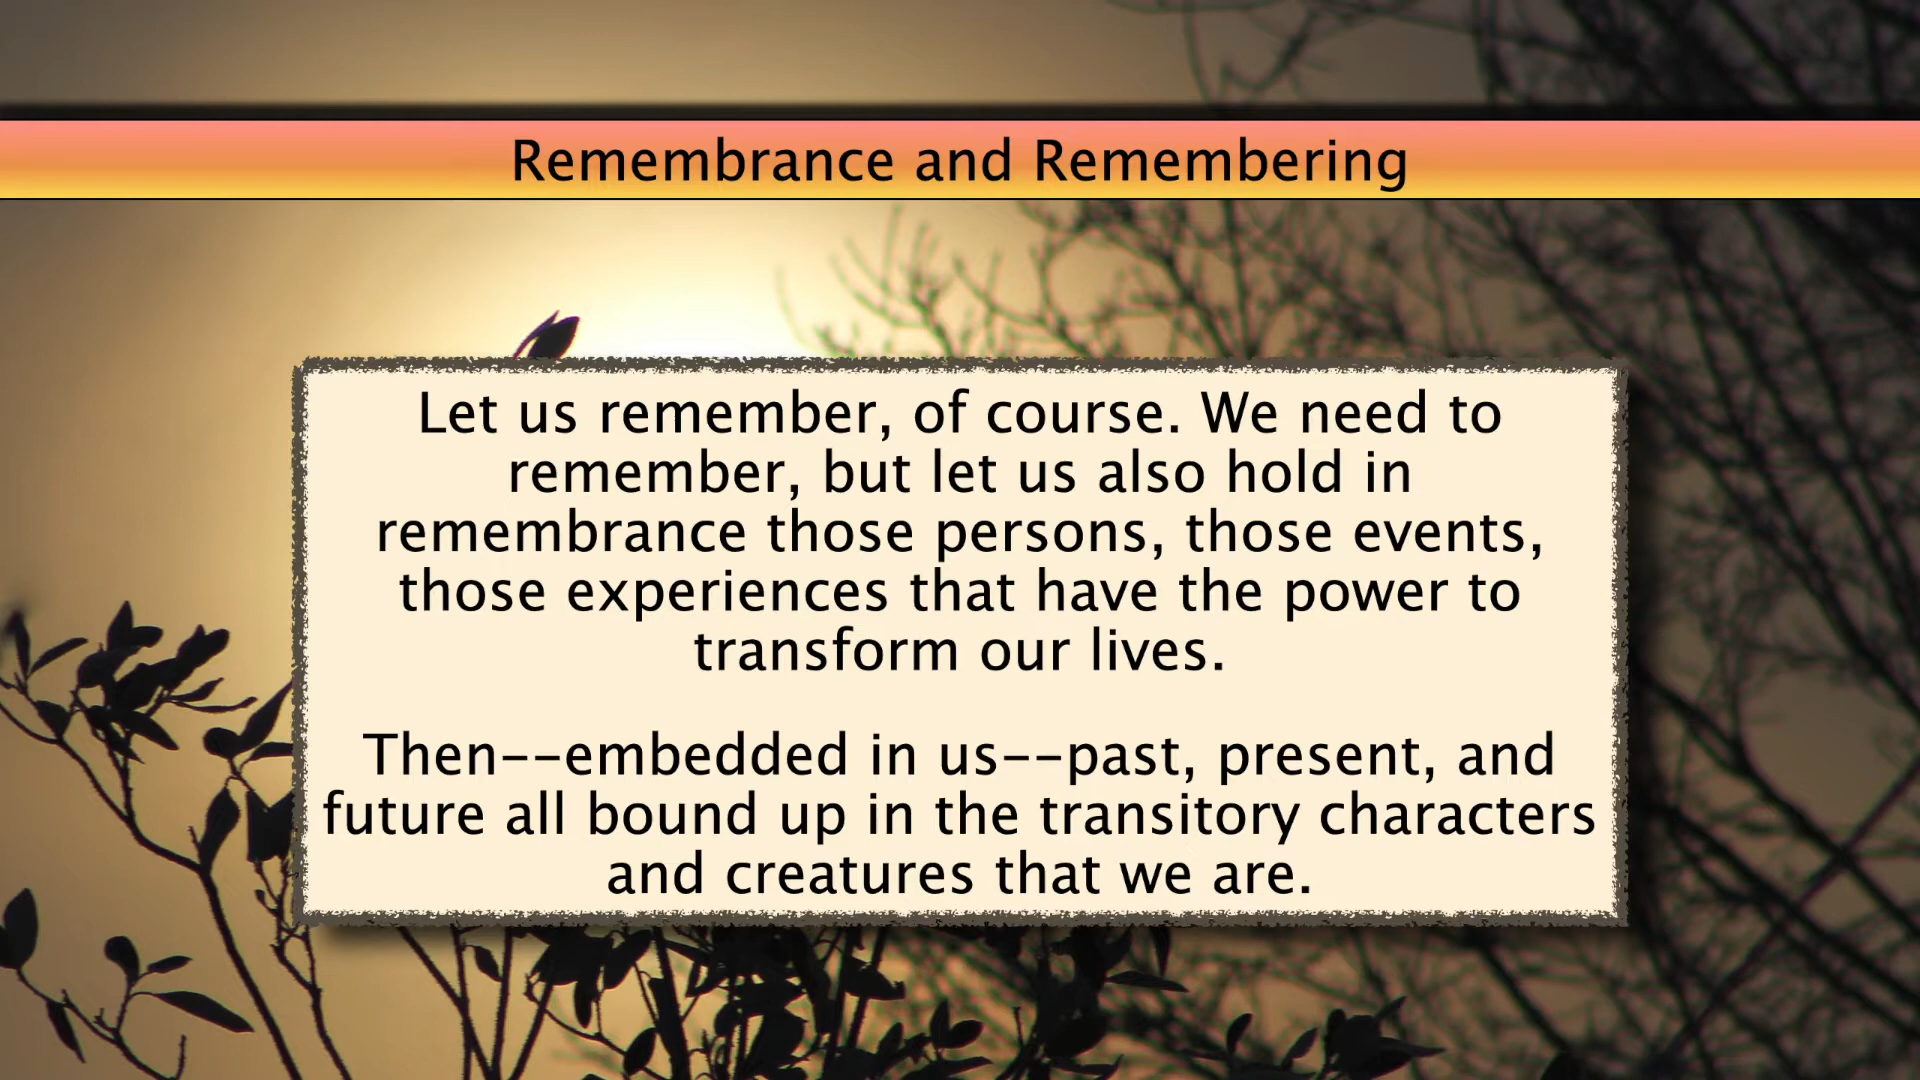 Remembrance and Remembering
Let us remember, of course. We need to
remember, but let us also hold in
remembrance those persons, those events,
those experiences that have the power to
transform our lives.
Then--embedded in us--past, present, and
future all bound up in the transitory characters
and creatures that we are.